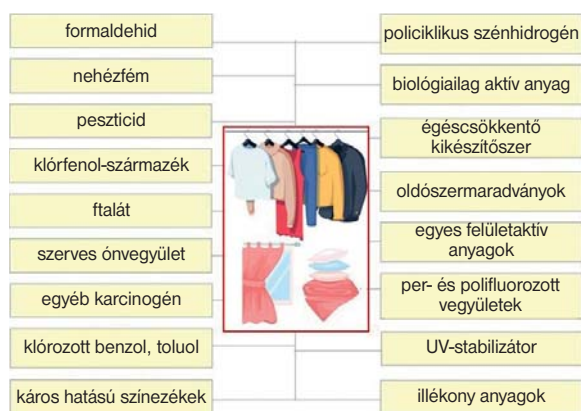 formaldehid
nehézfém
peszticid
klórfenol-származék
ftalát
szerves ónvegyület
egyéb karcinogén
klórozott benzol, toluol
káros hatású színezékek
policiklikus szénhidrogén
biológiailag aktív anyag
égéscsökkentő
kikészítőszer
oldószermaradványok
egyes felületaktív
anyagok
per- és polifluorozott
vegyületek
UV-stabilizátor
illékony anyagok